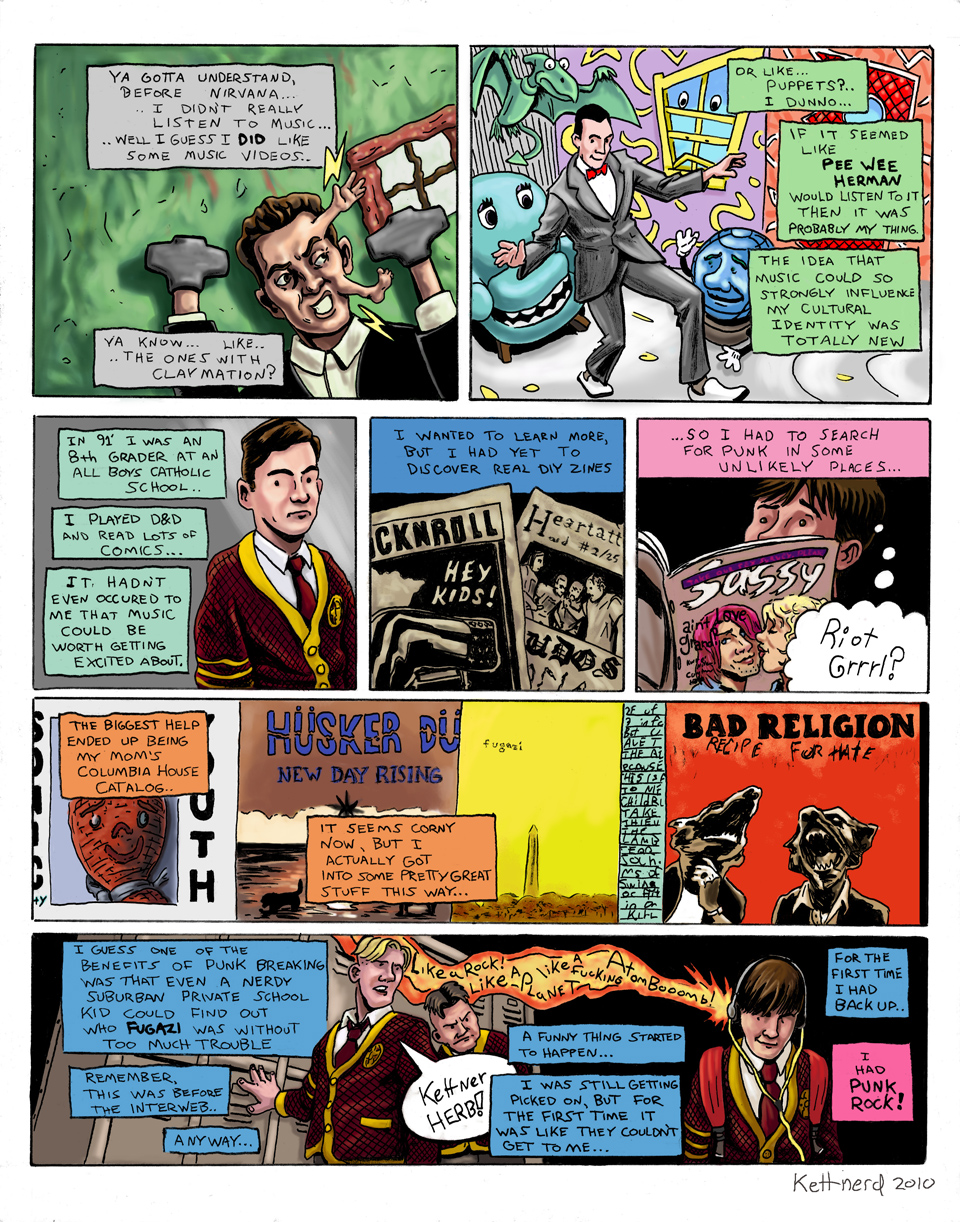 YA GOTTA UNDERSTAND,
BEFORE NIRVANA...
.. I DIDN'T REALLY
LISTEN TO MUSIC...
..WELL I GUESS I DID LIKE
SOME MUSIC VIDEOS..
YA KNOW... LIKE..
..THE ONES WITH
CLAYMATION?
OR LIKE...
PUPPETS?..
I DUNNO...
IF IT SEEMED
LIKE
PEE WEE
HERMAN
WOULD LISTEN TO IT
THEN IT WAS
PROBABLY MY THING.
THE IDEA THAT
MUSIC COULD SO
STRONGLY INFLUENCE
MY CULTURAL
IDENTITY WAS
TOTALLY NEW
IN 91' I WAS AN
8th GRADER AT AN
ALL BOYS CATHOLIC
SCHOOL..
I PLAYED D&D
AND READ LOTS OF
COMICS...
IT HADN'T
EVEN OCCURED TO
ME THAT MUSIC
COULD BE
WORTH GETTING
EXCITED ABOUT.
I WANTED TO LEARN MORE,
BUT I HAD YET TO
DISCOVER REAL DIY ZINES
CKNROLL
HEY
KIDS!
Heartatt
and #2/25
...SO I HAD TO SEARCH
FOR PUNK IN SOME
UNLIKELY PLACES...
Sassy
aint Love
grand
Riot
Grrrl?
THE BIGGEST HELP
ENDED UP BEING
MY MOM'S
COLUMBIA HOUSE
CATALOG..
UTH
HÜSKER DÜ
NEW DAY RISING
IT SEEMS CORNY
NOW, BUT I
ACTUALLY GOT
INTO SOME PRETTY GREAT
STUFF THIS WAY...
fugazi
BAD RELIGION
RECIPE FOR HATE
I GUESS ONE OF THE
BENEFITS OF PUNK BREAKING
WAS THAT EVEN A NERDY
SUBURBAN PRIVATE SCHOOL
KID COULD FIND OUT
WHO FUGAZI WAS WITHOUT
TOO MUCH TROUBLE
REMEMBER,
THIS WAS BEFORE
THE INTERWEB..
ANYWAY...
Like a Rock! Like A PLANET like A FUCKING Atom Booomb!
Kettner
HERB!!
A FUNNY THING STARTED
TO HAPPEN...
I WAS STILL GETTING
PICKED ON, BUT FOR
THE FIRST TIME IT
WAS LIKE THEY COULDN'T
GET TO ME...
FOR THE
FIRST TIME
I HAD
BACK UP..
I
HAD
PUNK
ROCK!
Kettnerd 2010